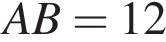 AB = 12